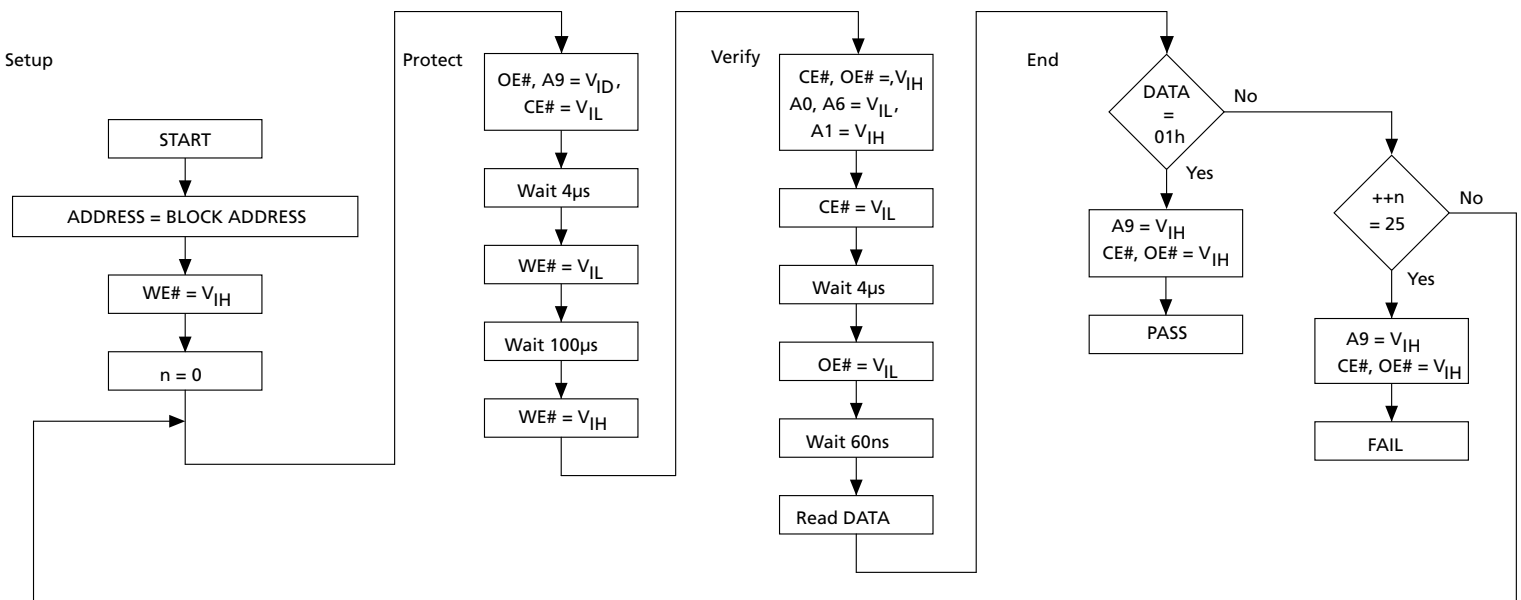 Setup
START
ADDRESS = BLOCK ADDRESS
WE# = VIH
n = 0
Protect
OE#, A9 = VID,
CE# = VIL
Wait 4µs
WE# = VIL
Wait 100µs
WE# = VIH
Verify
CE#, OE# =,VIH
A0, A6 = VIL,
A1 = VIH
CE# = VIL
Wait 4µs
OE# = VIL
Wait 60ns
Read DATA
End
DATA
=
01h
No
Yes
A9 = VIH
CE#, OE# = VIH
PASS
++n
= 25
No
Yes
A9 = VIH
CE#, OE# = VIH
FAIL